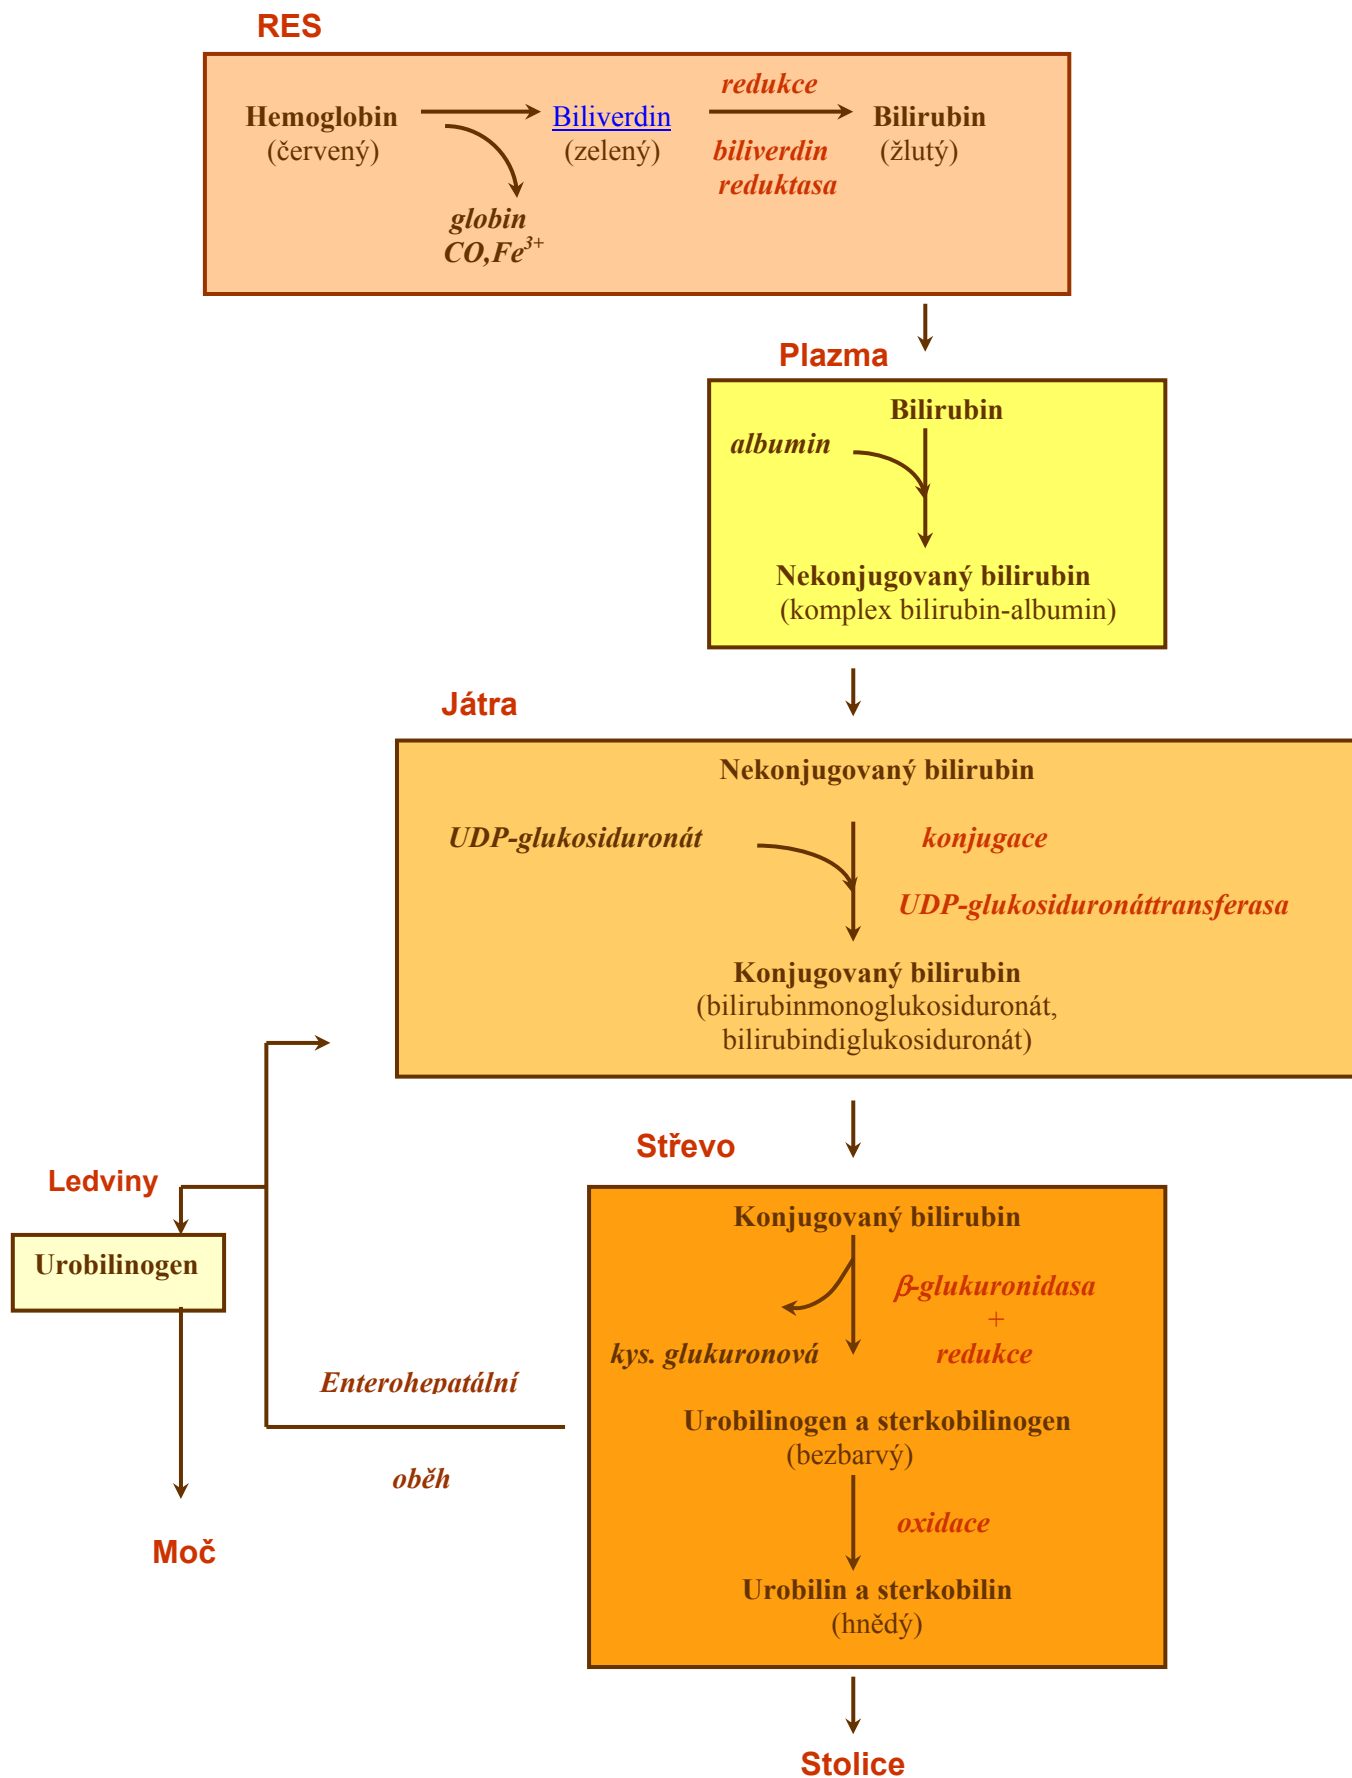 RES
redukce
Hemoglobin
Biliverdin
Bilirubin
(červený)
(zelený)
(žlutý)
biliverdin
reduktasa
globin
CO,Fe³⁺
Plazma
Bilirubin
albumin
Nekonjugovaný bilirubin
(komplex bilirubin-albumin)
Játra
Nekonjugovaný bilirubin
UDP-glukosiduronát
konjugace
UDP-glukosiduronáttransferasa
Konjugovaný bilirubin
(bilirubinmonoglukosiduronát,
bilirubindiglukosiduronát)
Střevo
Ledviny
Konjugovaný bilirubin
Urobilinogen
β-glukuronidasa
+
kys. glukuronová
redukce
Enterohepatální
Urobilinogen a sterkobilinogen
(bezbarvý)
oběh
oxidace
Moč
Urobilin a sterkobilin
(hnědý)
Stolice